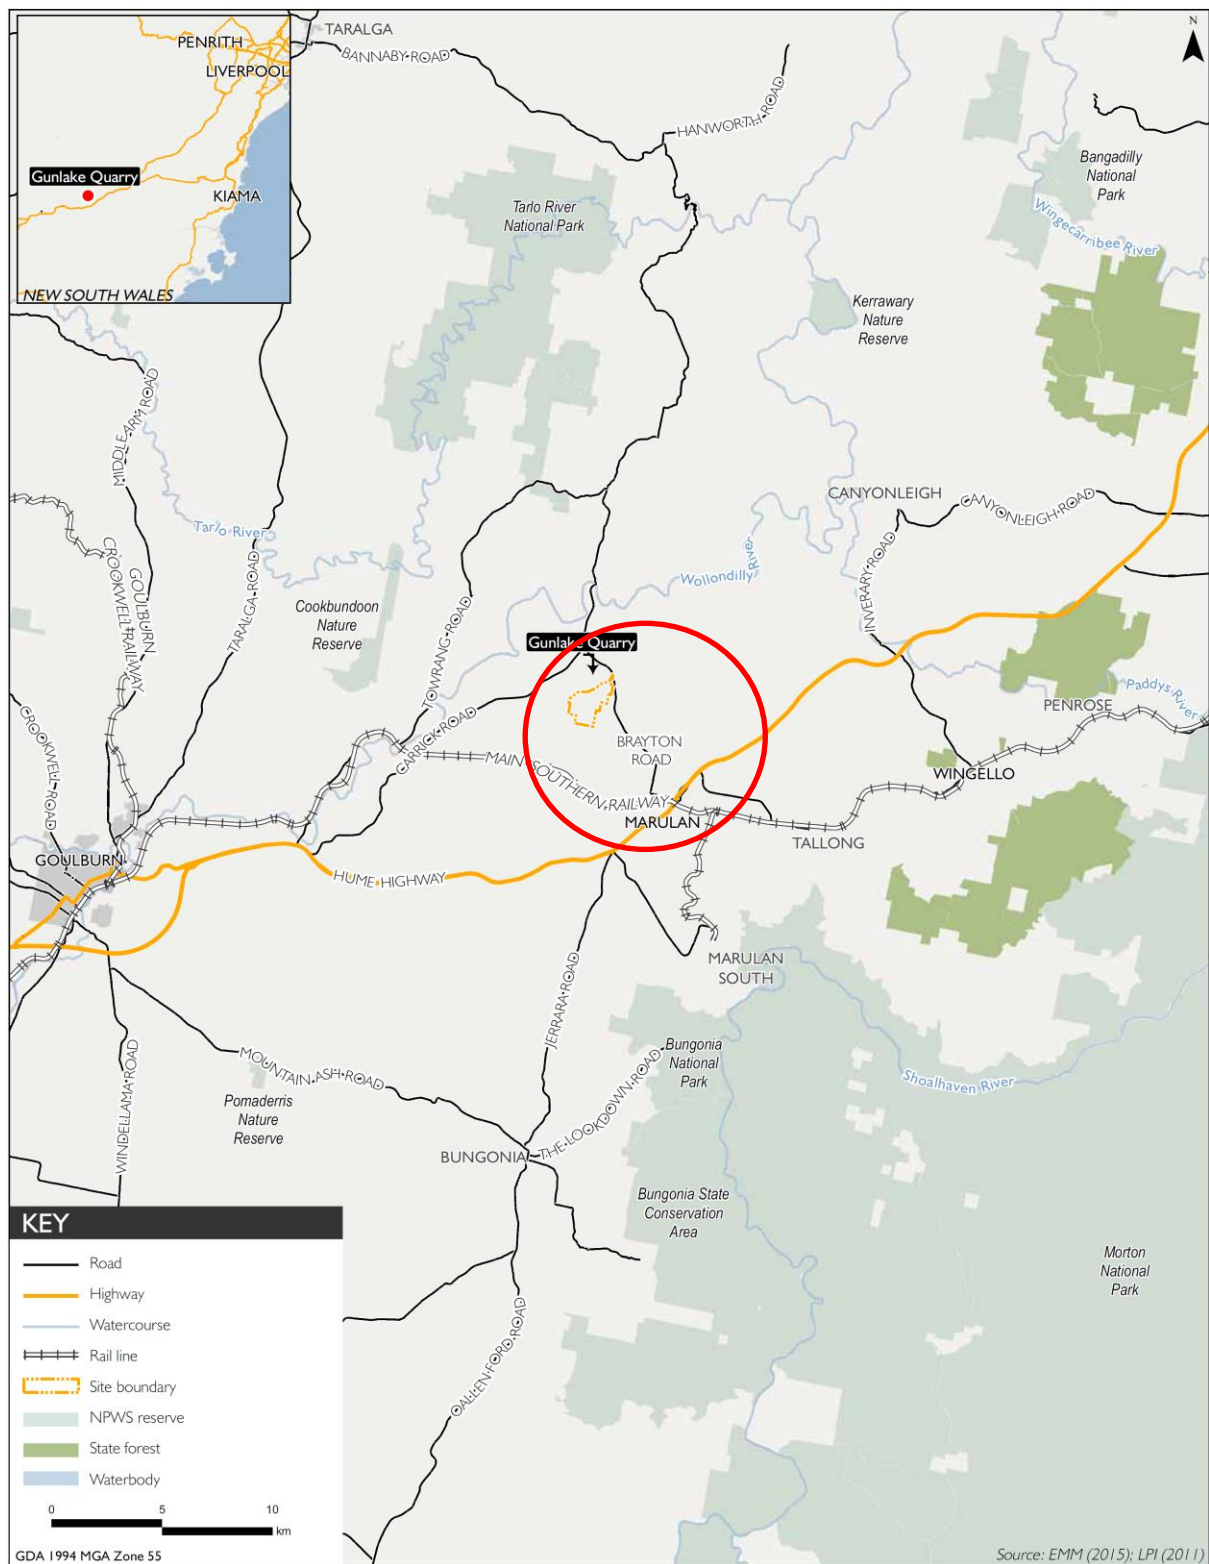 N
TARALGA
BANNABY ROAD
PENRITH
LIVERPOOL
Gunlake Quarry
KIAMA
NEW SOUTH WALES
HANWORTH ROAD
Bangadilly
National
Park
Wingecarribee River
Tarlo River
National Park
Kerrawary
Nature
Reserve
MIDDLE ARM ROAD
CANYONLEIGH
CANYONLEIGH ROAD
Tarlo River
CROOKWELL RAILWAY
GOULBURN
TARALGA ROAD
Wollondilly River
INVERARY ROAD
Cookbundoon
Nature
Reserve
TOWRANG ROAD
Gunlake Quarry
Paddys River
PENROSE
CROOKWELL ROAD
CARRICK ROAD
BRAYTON
ROAD
MAIN SOUTHERN RAILWAY
WINGELLO
MARULAN
TALLONG
GOULBURN
HUME HIGHWAY
MARULAN
SOUTH
JERRARA ROAD
Bungonia
National
Park
Shoalhaven River
WINDELLAMA ROAD
MOUNTAIN ASH ROAD
Pomaderris
Nature
Reserve
THE LOOKDOWN ROAD
BUNGONIA
Bungonia State
Conservation
Area
Morton
National
Park
OALLEN FORD ROAD
KEY
Road
Highway
Watercourse
Rail line
Site boundary
NPWS reserve
State forest
Waterbody
0 5 10
km
GDA 1994 MGA Zone 55
Source: EMM (2015); LPI (2011)